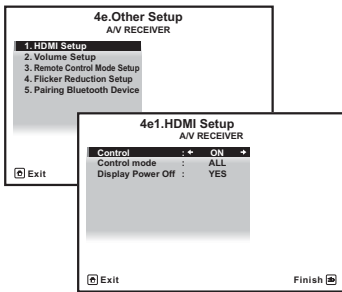 4e.Other Setup
A/V RECEIVER
1. HDMI Setup
2. Volume Setup
3. Remote Control Mode Setup
4. Flicker Reduction Setup
5. Pairing Bluetooth Device
Exit
4e1.HDMI Setup
A/V RECEIVER
Control : ON
Control mode : ALL
Display Power Off : YES
Exit
Finish